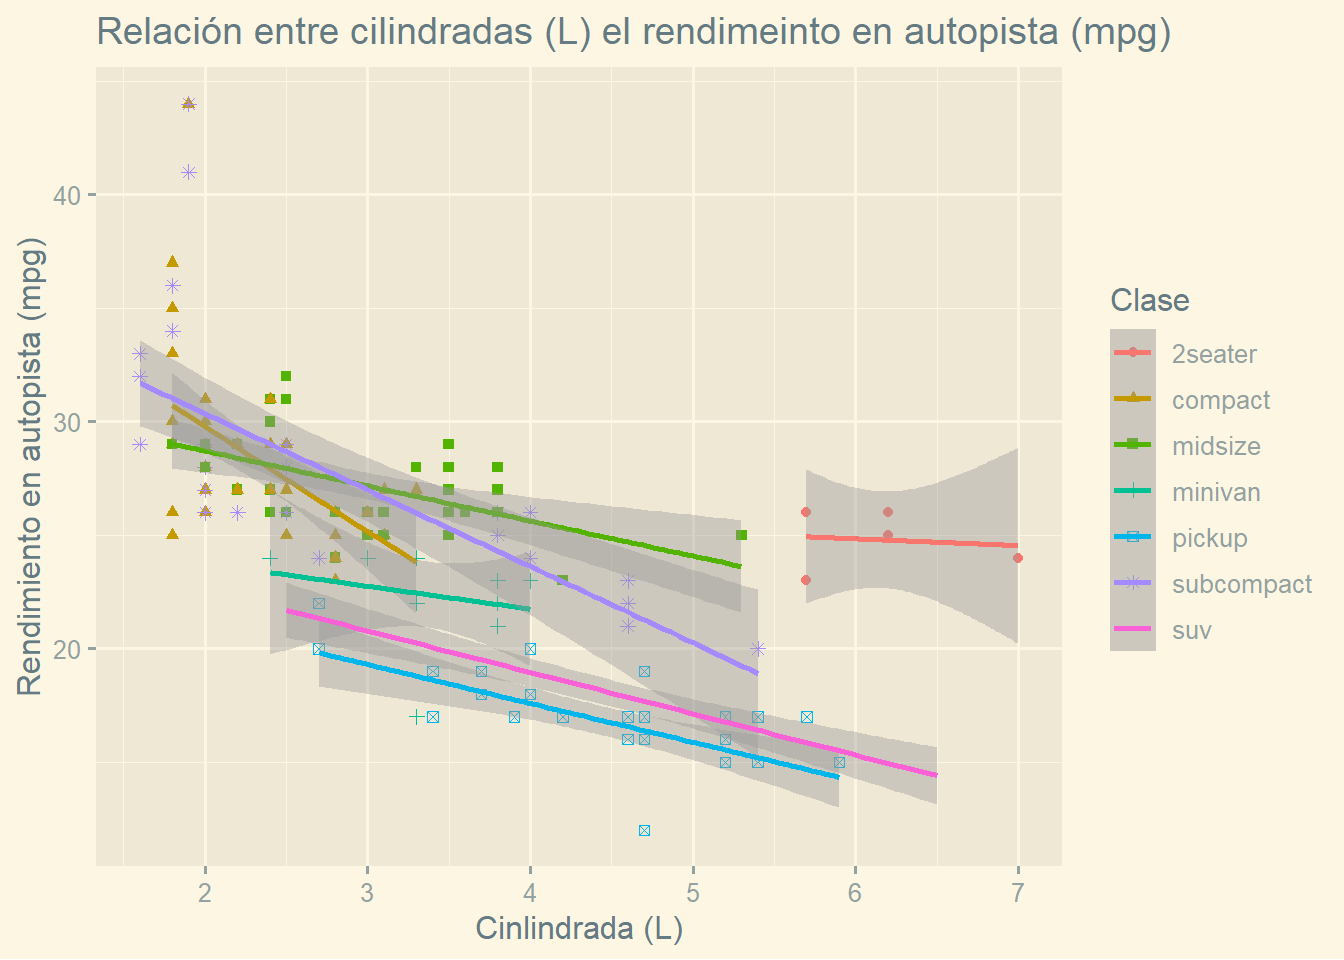 Relación entre cilindradas (L) el rendimeinto en autopista (mpg)
Rendimiento en autopista (mpg)
40
30
20
2 3 4 5 6 7
Cinlindrada (L)
Clase
2seater
compact
midsize
minivan
pickup
subcompact
suv